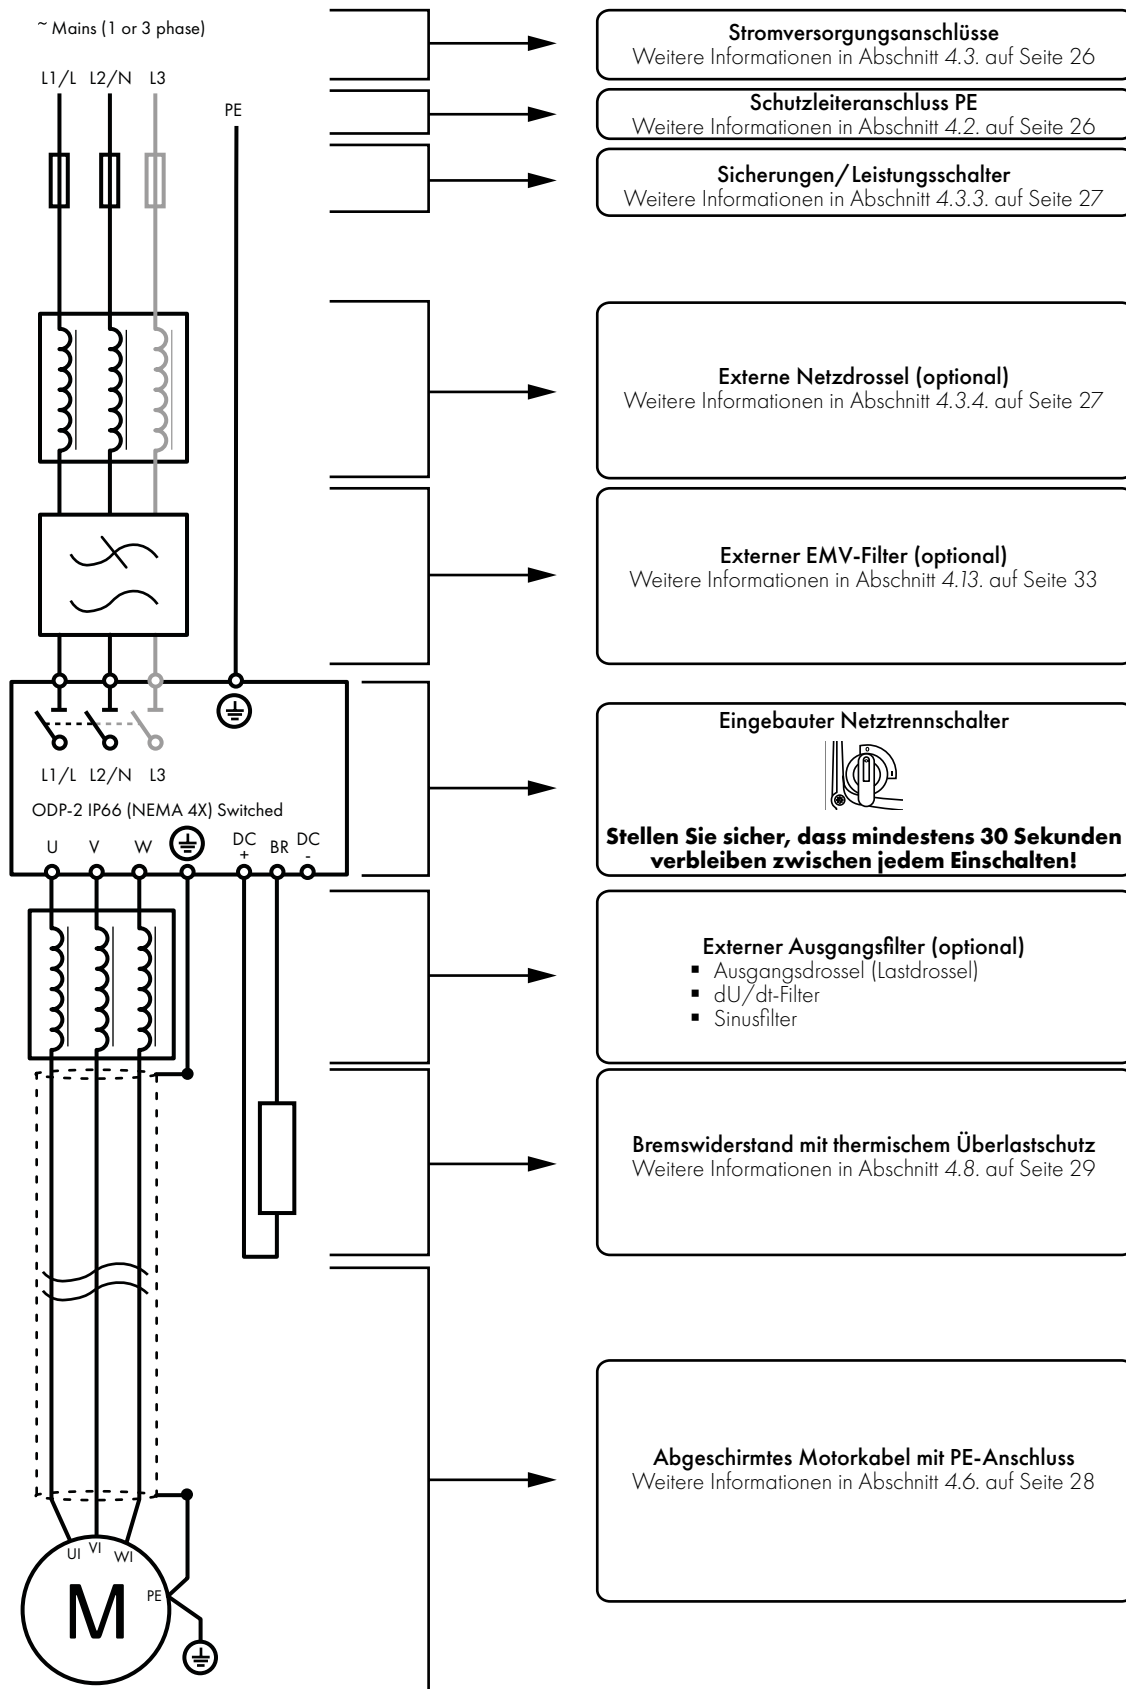 ~ Mains (1 or 3 phase)
L1/L L2/N L3
PE
Stromversorgungsanschlüsse
Weitere Informationen in Abschnitt 4.3. auf Seite 26
Schutzleiteranschluss PE
Weitere Informationen in Abschnitt 4.2. auf Seite 26
Sicherungen/Leistungsschalter
Weitere Informationen in Abschnitt 4.3.3. auf Seite 27
Externe Netzdrossel (optional)
Weitere Informationen in Abschnitt 4.3.4. auf Seite 27
Externer EMV-Filter (optional)
Weitere Informationen in Abschnitt 4.13. auf Seite 33
L1/L L2/N L3
ODP-2 IP66 (NEMA 4X) Switched
U V W DC + BR DC -
Eingebauter Netztrennschalter
Stellen Sie sicher, dass mindestens 30 Sekunden
verbleiben zwischen jedem Einschalten!
Externer Ausgangsfilter (optional)
▪ Ausgangsdrossel (Lastdrossel)
▪ dU/dt-Filter
▪ Sinusfilter
Bremswiderstand mit thermischem Überlastschutz
Weitere Informationen in Abschnitt 4.8. auf Seite 29
Abgeschirmtes Motorkabel mit PE-Anschluss
Weitere Informationen in Abschnitt 4.6. auf Seite 28
UI VI WI
M
PE